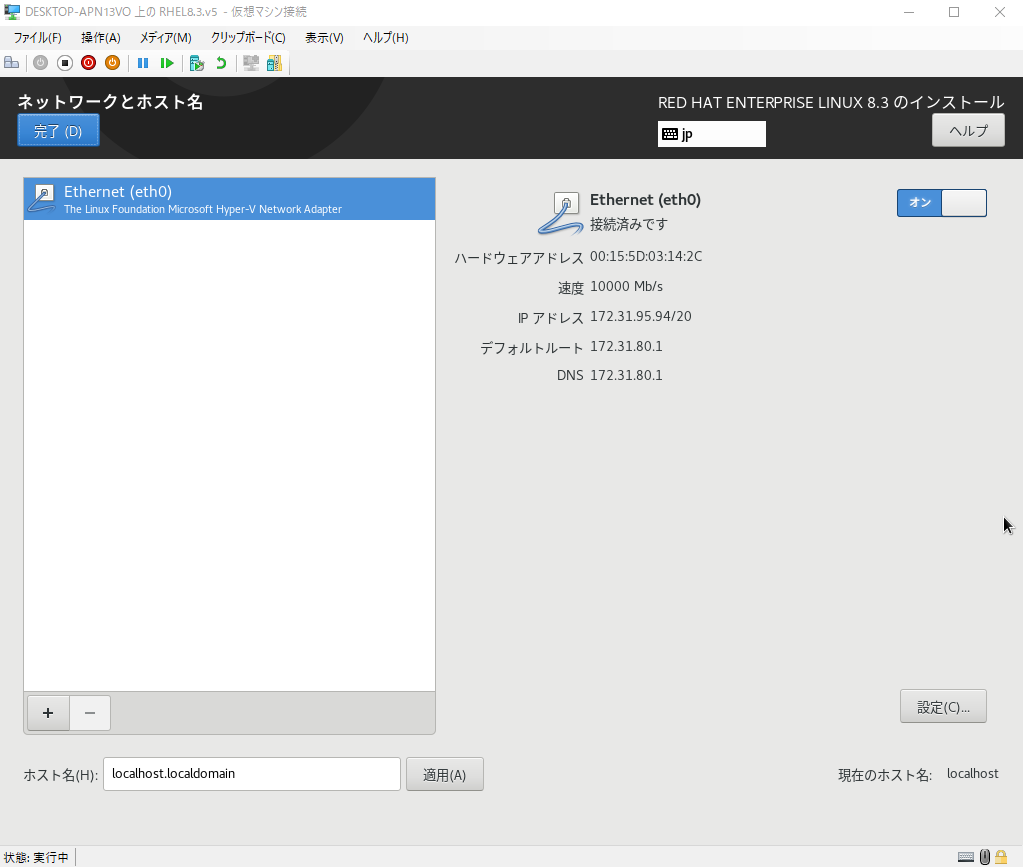 DESKTOP-APN13VO 上の RHEL8.3.v5 - 仮想マシン接続
ファイル(F) 操作(A) メディア(M) クリップボード(C) 表示(V) ヘルプ(H)
ネットワークとホスト名
RED HAT ENTERPRISE LINUX 8.3 のインストール
完了 (D)
jp
ヘルプ
Ethernet (eth0)
The Linux Foundation Microsoft Hyper-V Network Adapter
Ethernet (eth0)
接続済みです
オン
ハードウェアアドレス 00:15:5D:03:14:2C
速度 10000 Mb/s
IP アドレス 172.31.95.94/20
デフォルトルート 172.31.80.1
DNS 172.31.80.1
+ −
設定(C)...
ホスト名(H): localhost.localdomain 適用(A)
現在のホスト名: localhost
状態: 実行中